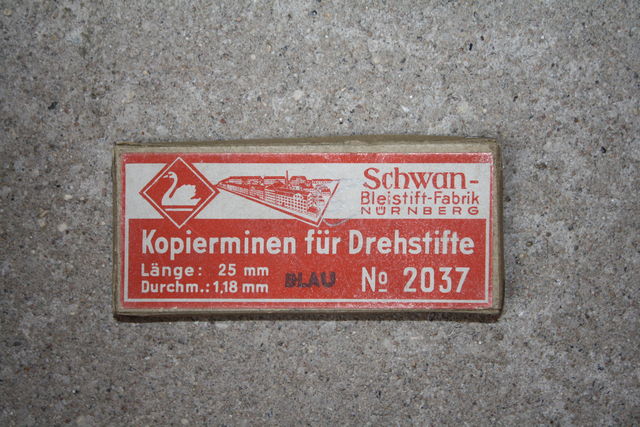 Schwan-
Bleistift-Fabrik
NÜRNBERG
Kopierminen für Drehstifte
Länge: 25 mm
Durchm.: 1,18 mm
BLAU
No 2037